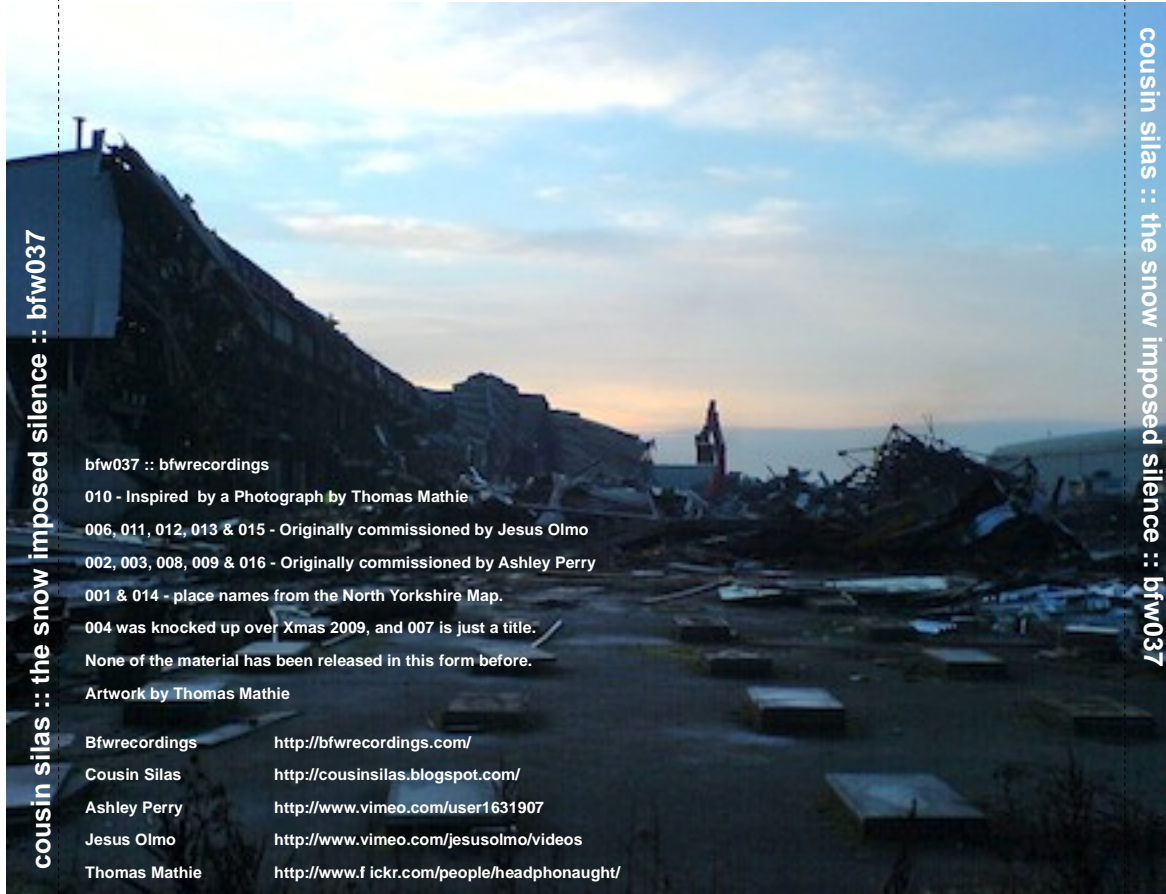 cousin silas :: the snow imposed silence :: bfw037
bfw037 :: bfwrecordings
010 - Inspired  by a Photograph by Thomas Mathie
006, 011, 012, 013 & 015 - Originally commissioned by Jesus Olmo
002, 003, 008, 009 & 016 - Originally commissioned by Ashley Perry
001 & 014 - place names from the North Yorkshire Map.
004 was knocked up over Xmas 2009, and 007 is just a title.
None of the material has been released in this form before.
Artwork by Thomas Mathie
Bfwrecordings http://bfwrecordings.com/
Cousin Silas http://cousinsilas.blogspot.com/
Ashley Perry http://www.vimeo.com/user1631907
Jesus Olmo http://www.vimeo.com/jesusolmo/videos
Thomas Mathie http://www.f ickr.com/people/headphonaught/
cousin silas :: the snow imposed silence :: bfw037